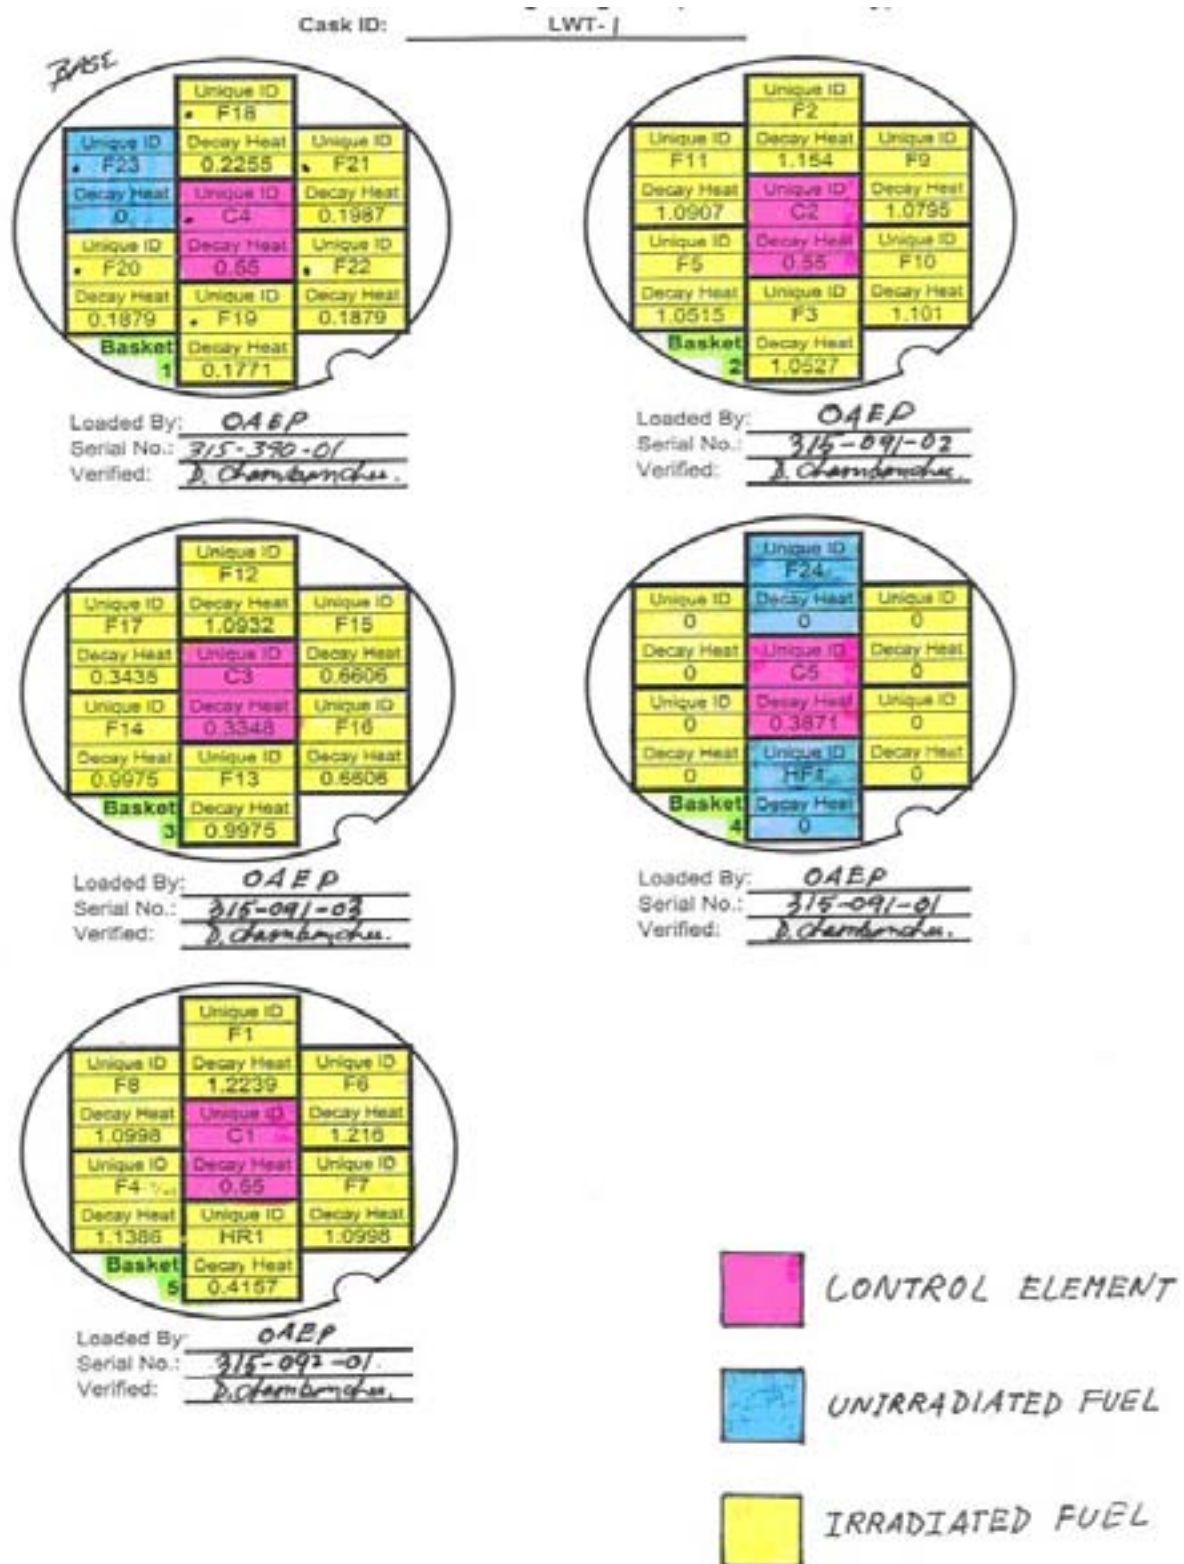 Cask ID: LWT-1
BASE
Unique ID
F18
Unique ID Decay Heat Unique ID
F23 0.2255 F21
Decay Heat Unique ID Decay Heat
0 C4 0.1987
Unique ID Decay Heat Unique ID
F20 0.55 F22
Decay Heat Unique ID Decay Heat
0.1879 F19 0.1879
Basket Decay Heat
1 0.1771
Loaded By: OAEP
Serial No.: 315-390-01
Verified:
Unique ID
F2
Unique ID Decay Heat Unique ID
F11 1.154 F9
Decay Heat Unique ID Decay Heat
1.0907 C2 1.0795
Unique ID Decay Heat Unique ID
F5 0.55 F10
Decay Heat Unique ID Decay Heat
1.0515 F3 1.101
Basket Decay Heat
2 1.0527
Loaded By: OAEP
Serial No.: 315-091-02
Verified:
Unique ID
F12
Unique ID Decay Heat Unique ID
F17 1.0932 F15
Decay Heat Unique ID Decay Heat
0.3435 C3 0.6606
Unique ID Decay Heat Unique ID
F14 0.3348 F16
Decay Heat Unique ID Decay Heat
0.9975 F13 0.6606
Basket Decay Heat
3 0.9975
Loaded By: OAEP
Serial No.: 315-091-03
Verified:
Unique ID
F24
Unique ID Decay Heat Unique ID
0 0 0
Decay Heat Unique ID Decay Heat
0 C5 0
Unique ID Decay Heat Unique ID
0 0.3871 0
Decay Heat Unique ID Decay Heat
0 HF4 0
Basket Decay Heat
4 0
Loaded By: OAEP
Serial No.: 315-091-01
Verified:
Unique ID
F1
Unique ID Decay Heat Unique ID
F8 1.2239 F6
Decay Heat Unique ID Decay Heat
1.0998 C1 1.216
Unique ID Decay Heat Unique ID
F4 0.55 F7
Decay Heat Unique ID Decay Heat
1.1386 HR1 1.0998
Basket Decay Heat
5 0.4157
Loaded By: OAEP
Serial No.: 315-092-01
Verified:
CONTROL ELEMENT
UNIRRADIATED FUEL
IRRADIATED FUEL